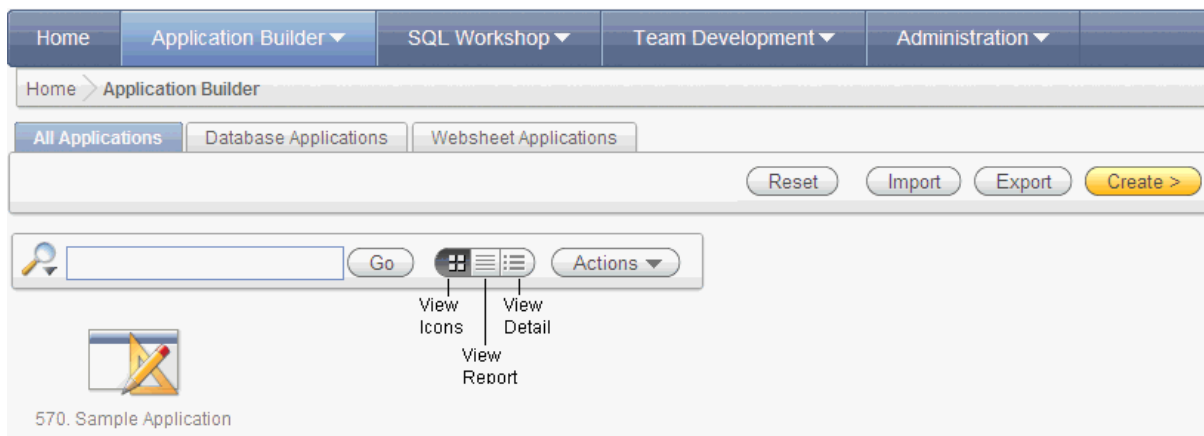 Home Application Builder SQL Workshop Team Development Administration
Home Application Builder
All Applications Database Applications Websheet Applications
Reset Import Export Create >
Go Actions
View Icons
View Detail
View Report
570. Sample Application